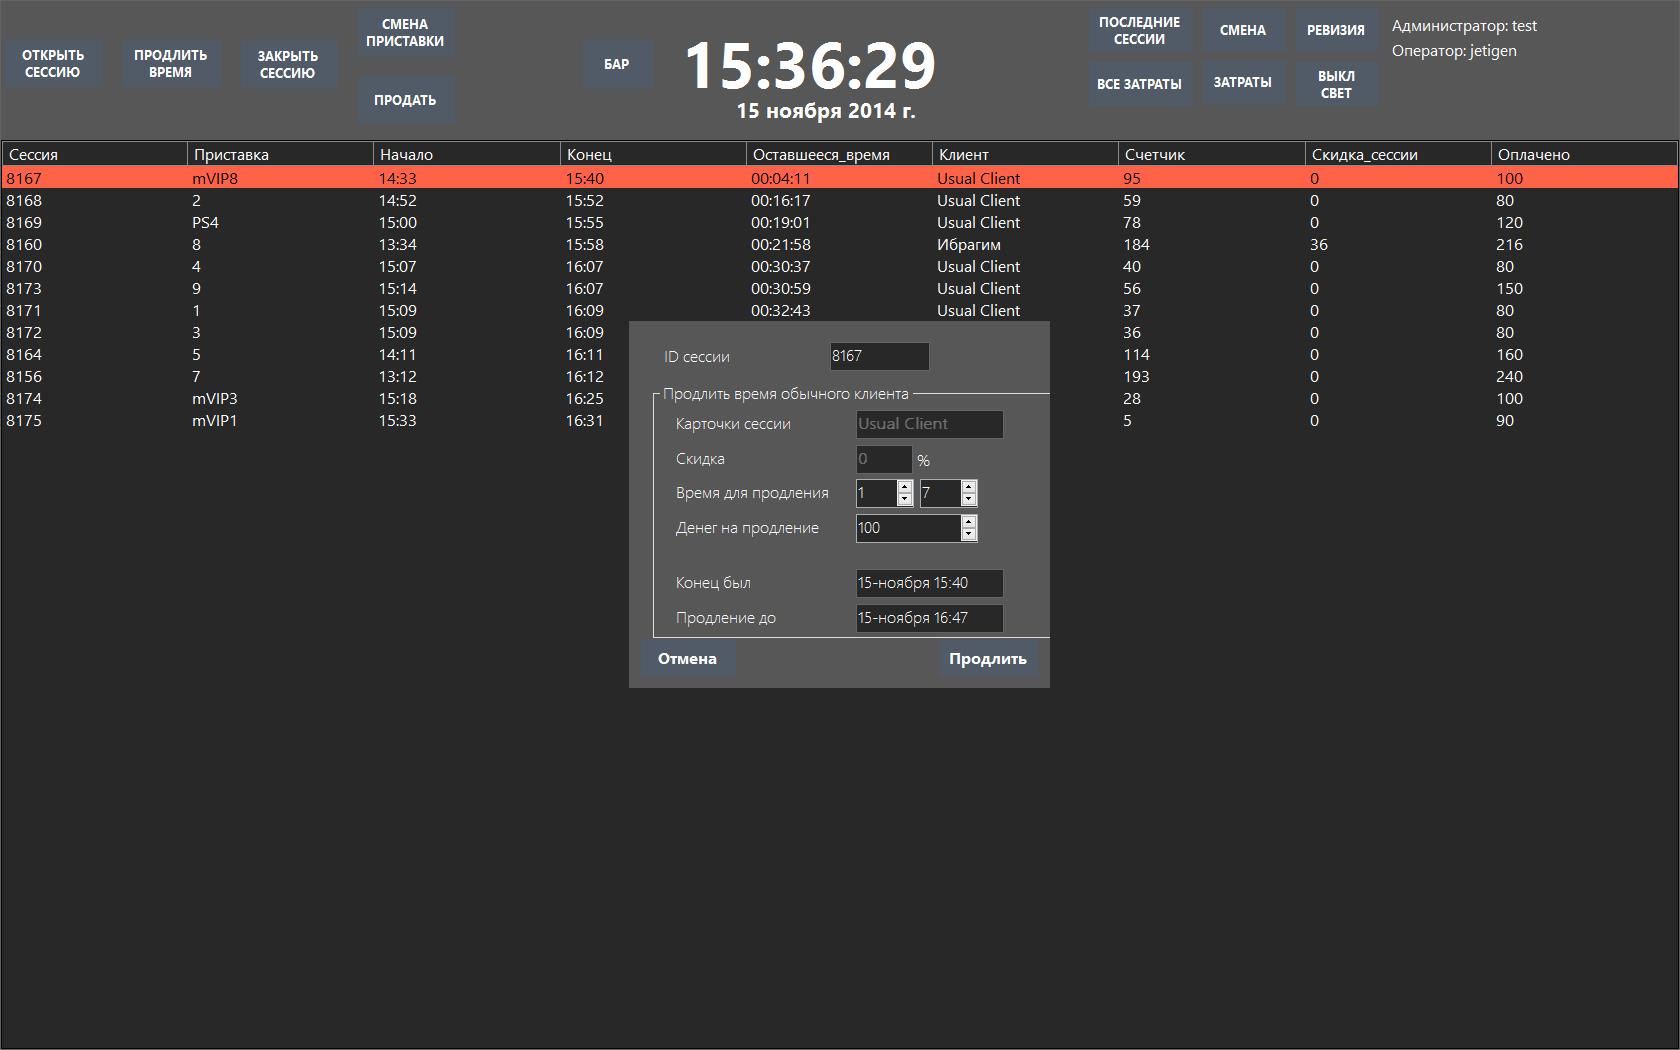 ОТКРЫТЬ
СЕССИЮ
ПРОДЛИТЬ
ВРЕМЯ
ЗАКРЫТЬ
СЕССИЮ
СМЕНА
ПРИСТАВКИ
ПРОДАТЬ
БАР
15:36:29
15 ноября 2014 г.
ПОСЛЕДНИЕ
СЕССИИ
СМЕНА
РЕВИЗИЯ
ВСЕ ЗАТРАТЫ
ЗАТРАТЫ
ВЫКЛ
СВЕТ
Администратор: test
Оператор: jetigen
Сессия Приставка Начало Конец Оставшееся_время Клиент Счетчик Скидка_сессии Оплачено
8167 mVIP8 14:33 15:40 00:04:11 Usual Client 95 0 100
8168 2 14:52 15:52 00:16:17 Usual Client 59 0 80
8169 PS4 15:00 15:55 00:19:01 Usual Client 78 0 120
8160 8 13:34 15:58 00:21:58 Ибрагим 184 36 216
8170 4 15:07 16:07 00:30:37 Usual Client 40 0 80
8173 9 15:14 16:07 00:30:59 Usual Client 56 0 150
8171 1 15:09 16:09 00:32:43 Usual Client 37 0 80
8172 3 15:09 16:09 36 0 80
8164 5 14:11 16:11 114 0 160
8156 7 13:12 16:12 193 0 240
8174 mVIP3 15:18 16:25 28 0 100
8175 mVIP1 15:33 16:31 5 0 90
ID сессии 8167
Продлить время обычного клиента
Карточки сессии Usual Client
Скидка 0 %
Время для продления 1 7
Денег на продление 100
Конец был 15-ноября 15:40
Продление до 15-ноября 16:47
Отмена Продлить